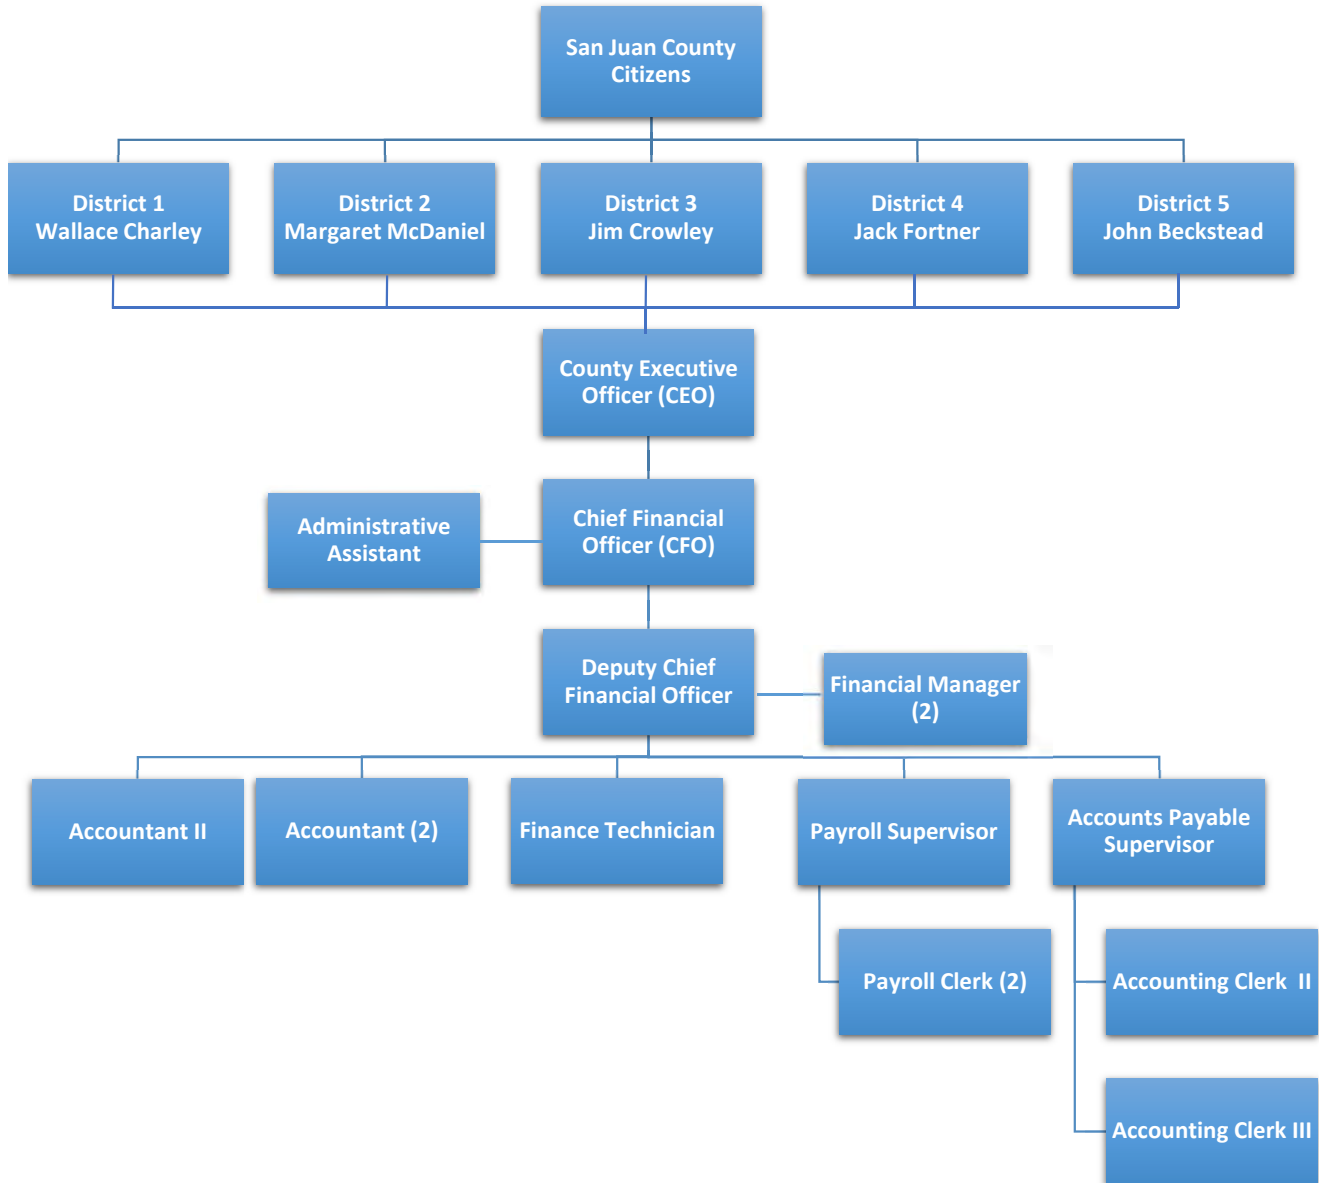 San Juan County
Citizens
District 1
Wallace Charley
District 2
Margaret McDaniel
District 3
Jim Crowley
District 4
Jack Fortner
District 5
John Beckstead
County Executive
Officer (CEO)
Administrative
Assistant
Chief Financial
Officer (CFO)
Deputy Chief
Financial Officer
Financial Manager
(2)
Accountant II
Accountant (2)
Finance Technician
Payroll Supervisor
Accounts Payable
Supervisor
Payroll Clerk (2)
Accounting Clerk  II
Accounting Clerk III